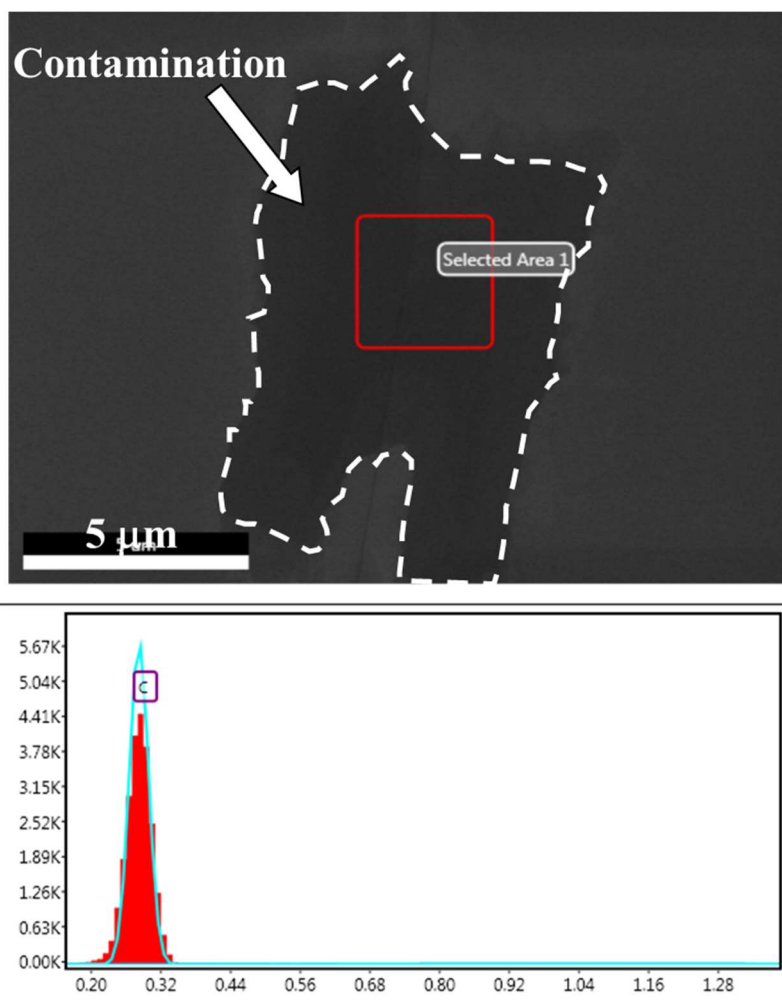 Contamination
Selected Area 1
5 μm
5.67K
5.04K
C
4.41K
3.78K
3.15K
2.52K
1.89K
1.26K
0.63K
0.00K
0.20 0.32 0.44 0.56 0.68 0.80 0.92 1.04 1.16 1.28